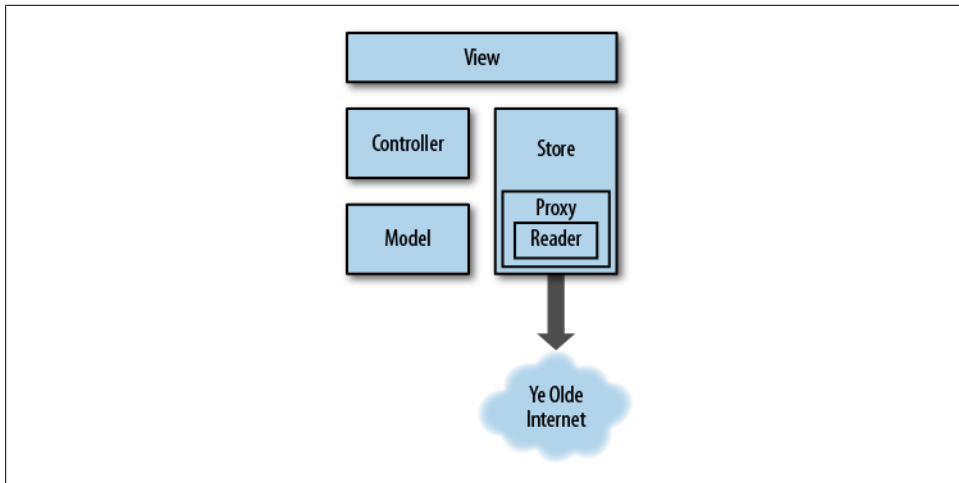 View
Controller
Store
Proxy
Reader
Model
Ye Olde
Internet